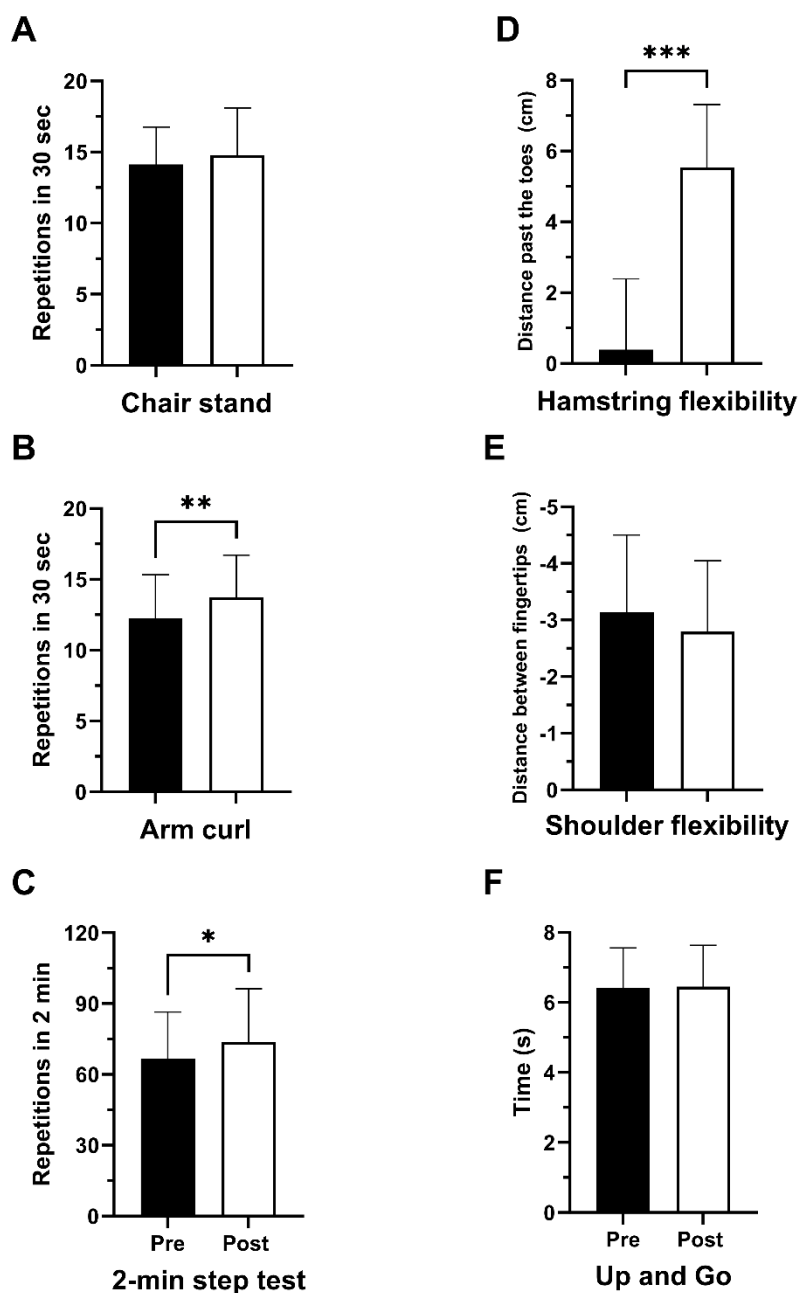 A
Repetitions in 30 sec
20
15
10
5
0
Chair stand
B
Repetitions in 30 sec
20
15
10
5
0
**
Arm curl
C
Repetitions in 2 min
120
90
60
30
0
*
Pre Post
2-min step test
D
Distance past the toes (cm)
8
6
4
2
0
***
Hamstring flexibility
E
Distance between fingertips (cm)
-5
-4
-3
-2
-1
0
Shoulder flexibility
F
Time (s)
8
6
4
2
0
Pre Post
Up and Go